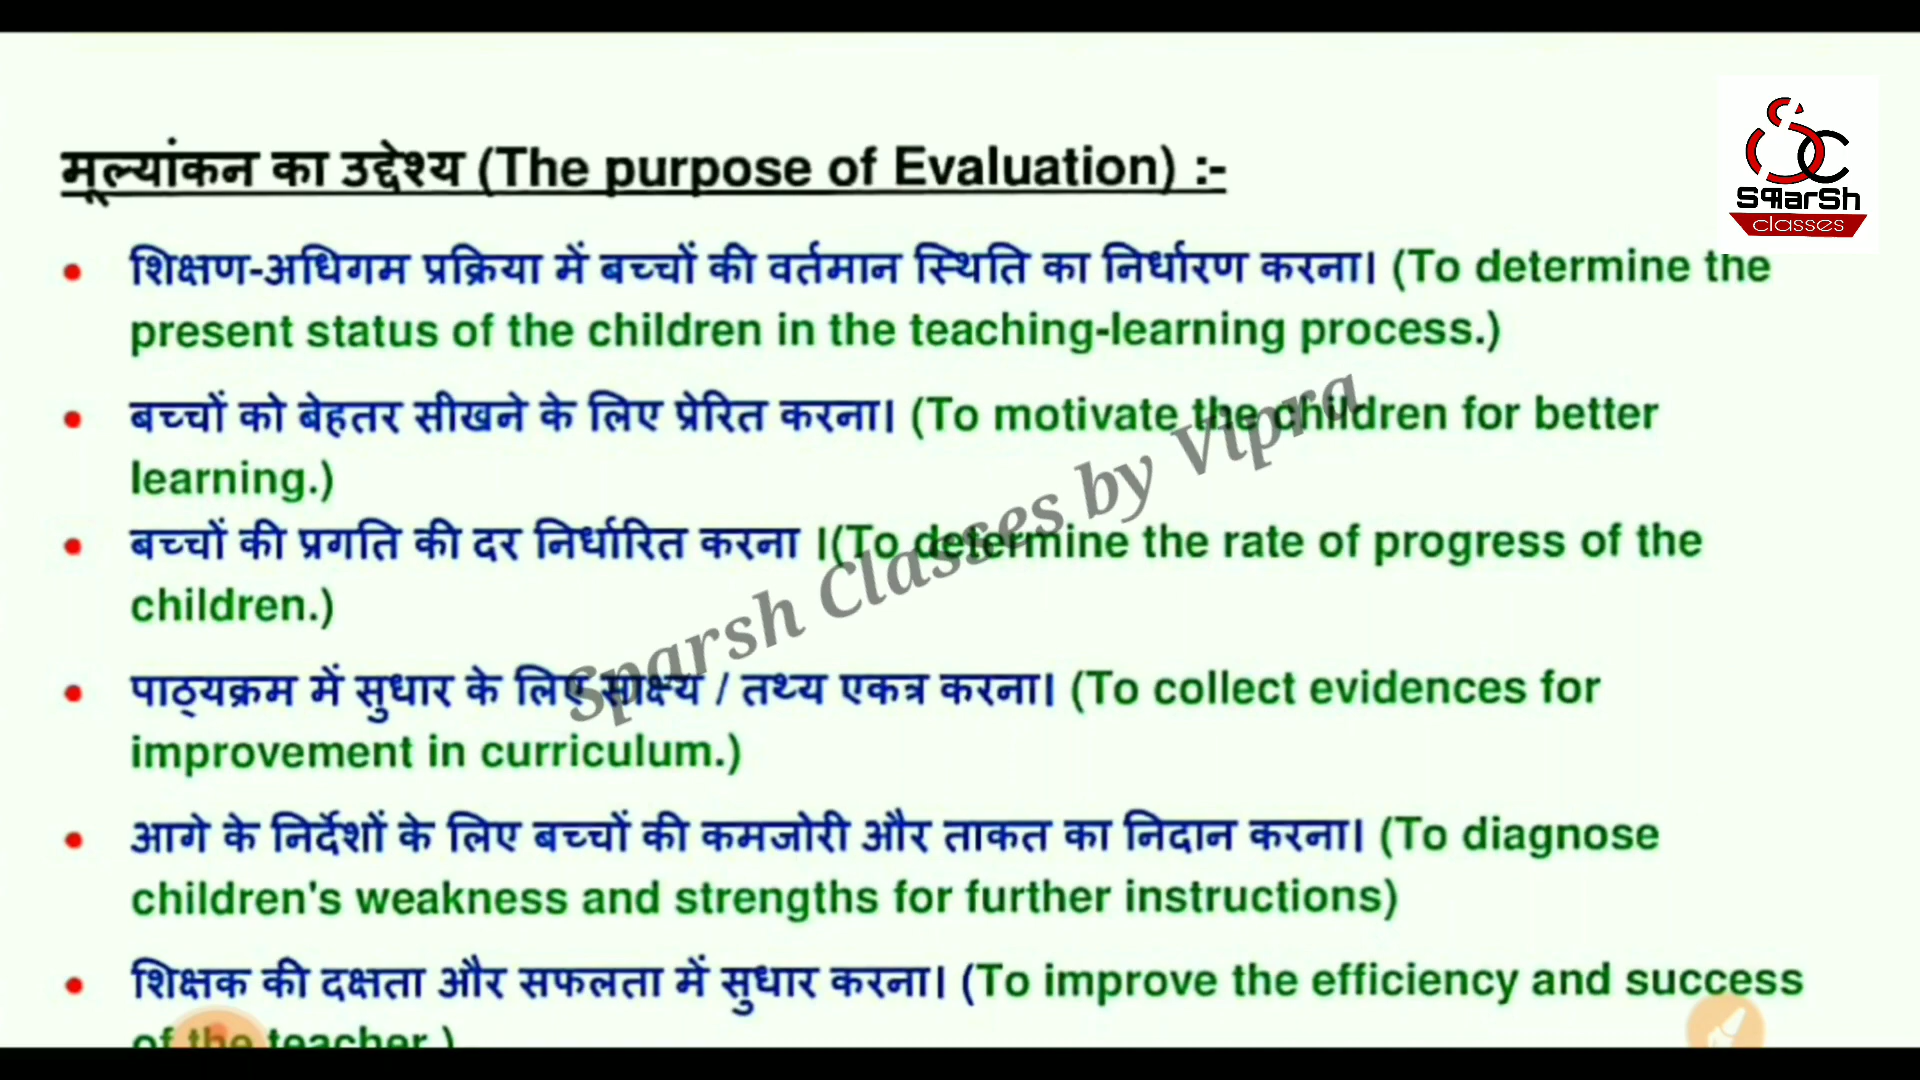 मूल्यांकन का उद्देश्य (The purpose of Evaluation) :-
स्पarSh
classes
• शिक्षण-अधिगम प्रक्रिया में बच्चों की वर्तमान स्थिति का निर्धारण करना। (To determine the
present status of the children in the teaching-learning process.)
• बच्चों को बेहतर सीखने के लिए प्रेरित करना। (To motivate the children for better
learning.)
• बच्चों की प्रगति की दर निर्धारित करना ।(To determine the rate of progress of the
children.)
• पाठ्यक्रम में सुधार के लिए साक्ष्य / तथ्य एकत्र करना। (To collect evidences for
improvement in curriculum.)
• आगे के निर्देशों के लिए बच्चों की कमजोरी और ताकत का निदान करना। (To diagnose
children's weakness and strengths for further instructions)
• शिक्षक की दक्षता और सफलता में सुधार करना। (To improve the efficiency and success
of the teacher.)
Sparsh Classes by Vipra